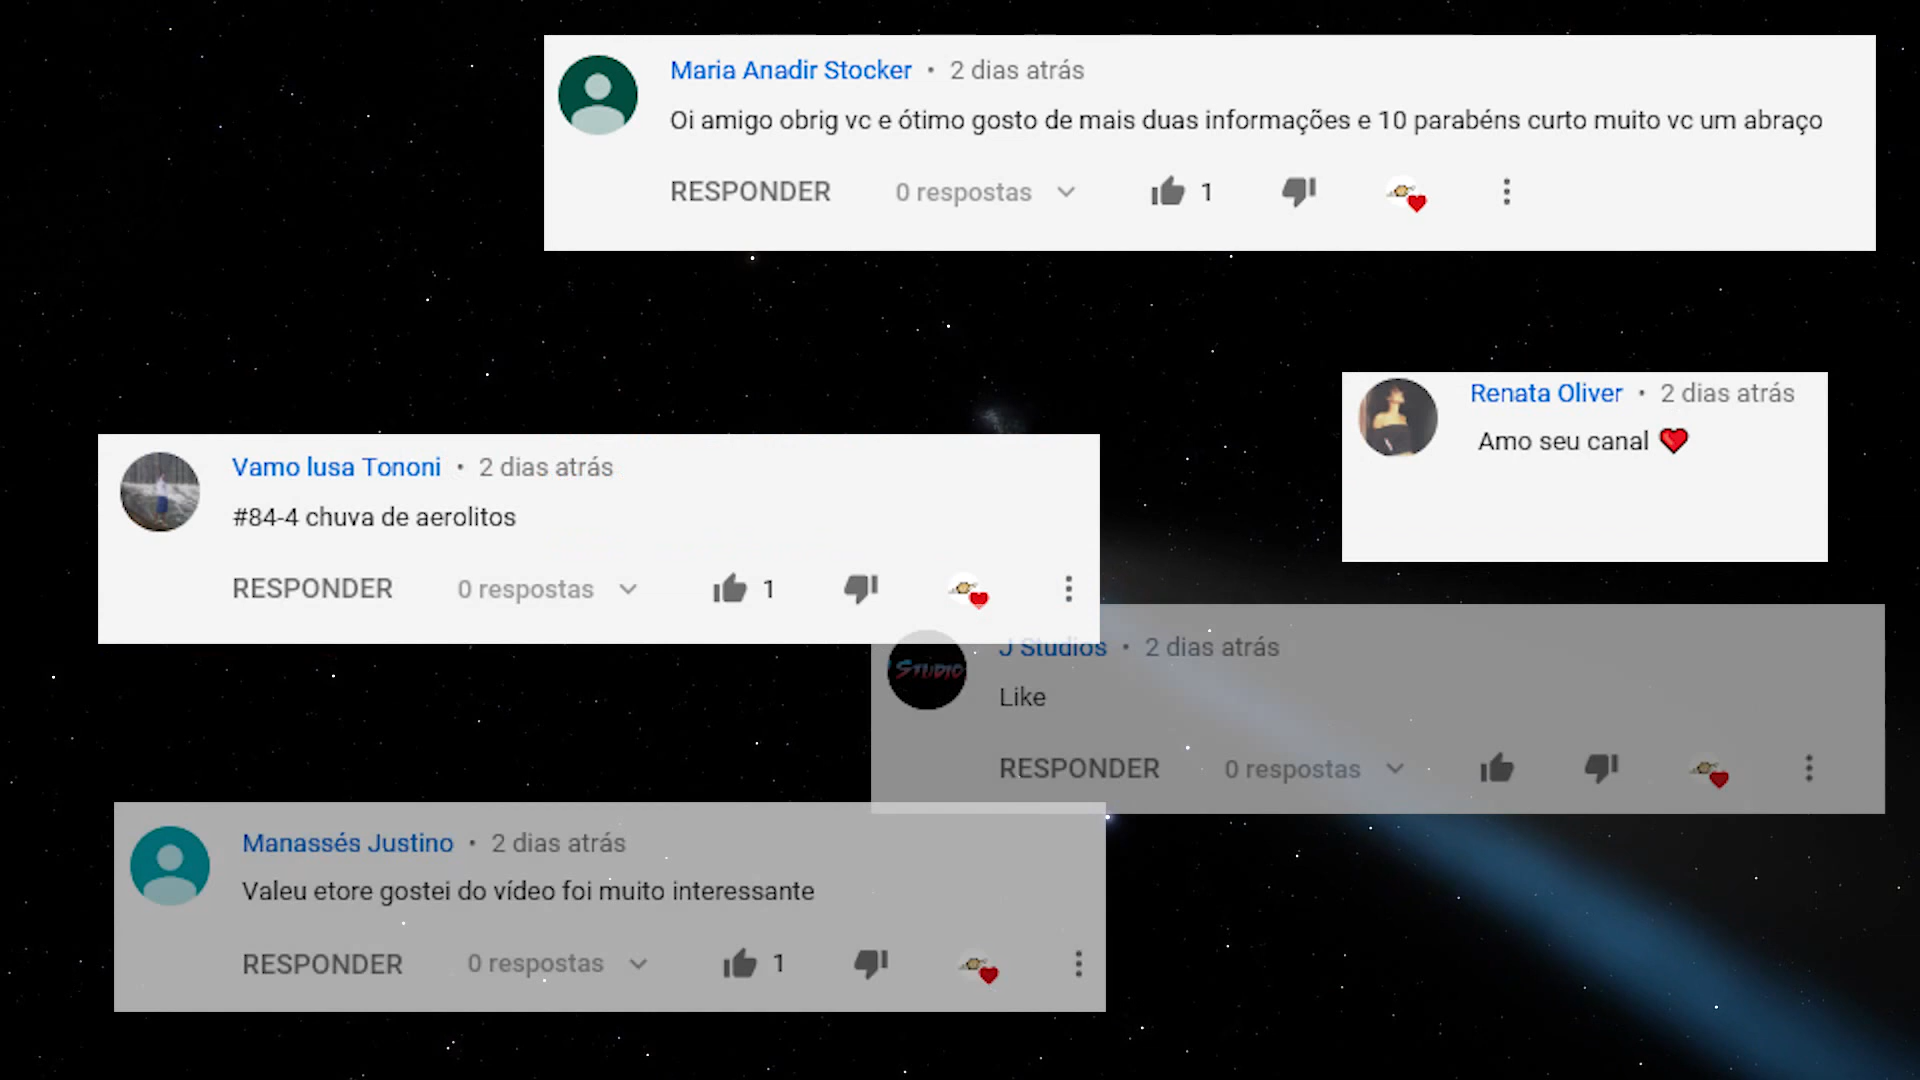 Maria Anadir Stocker • 2 dias atrás
Oi amigo obrig vc e ótimo gosto de mais duas informações e 10 parabéns curto muito vc um abraço
RESPONDER 0 respostas 1
Renata Oliver • 2 dias atrás
Amo seu canal ❤
Vamo lusa Tononi • 2 dias atrás
#84-4 chuva de aerolitos
RESPONDER 0 respostas 1
STUDIO
J Studios • 2 dias atrás
Like
RESPONDER 0 respostas
Manassés Justino • 2 dias atrás
Valeu etore gostei do vídeo foi muito interessante
RESPONDER 0 respostas 1